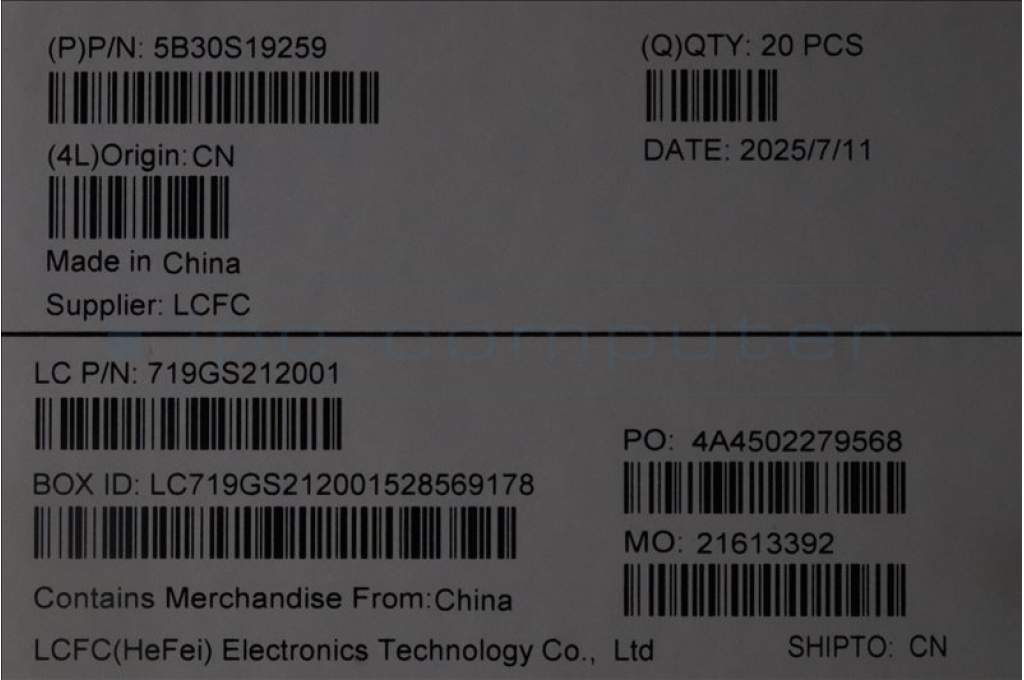 (P)P/N: 5B30S19259
(Q)QTY: 20 PCS
(4L)Origin:CN
DATE: 2025/7/11
Made in China
Supplier: LCFC
computer
LC P/N: 719GS212001
PO: 4A4502279568
BOX ID: LC719GS212001528569178
MO: 21613392
Contains Merchandise From:China
LCFC(HeFei) Electronics Technology Co., Ltd
SHIPTO: CN